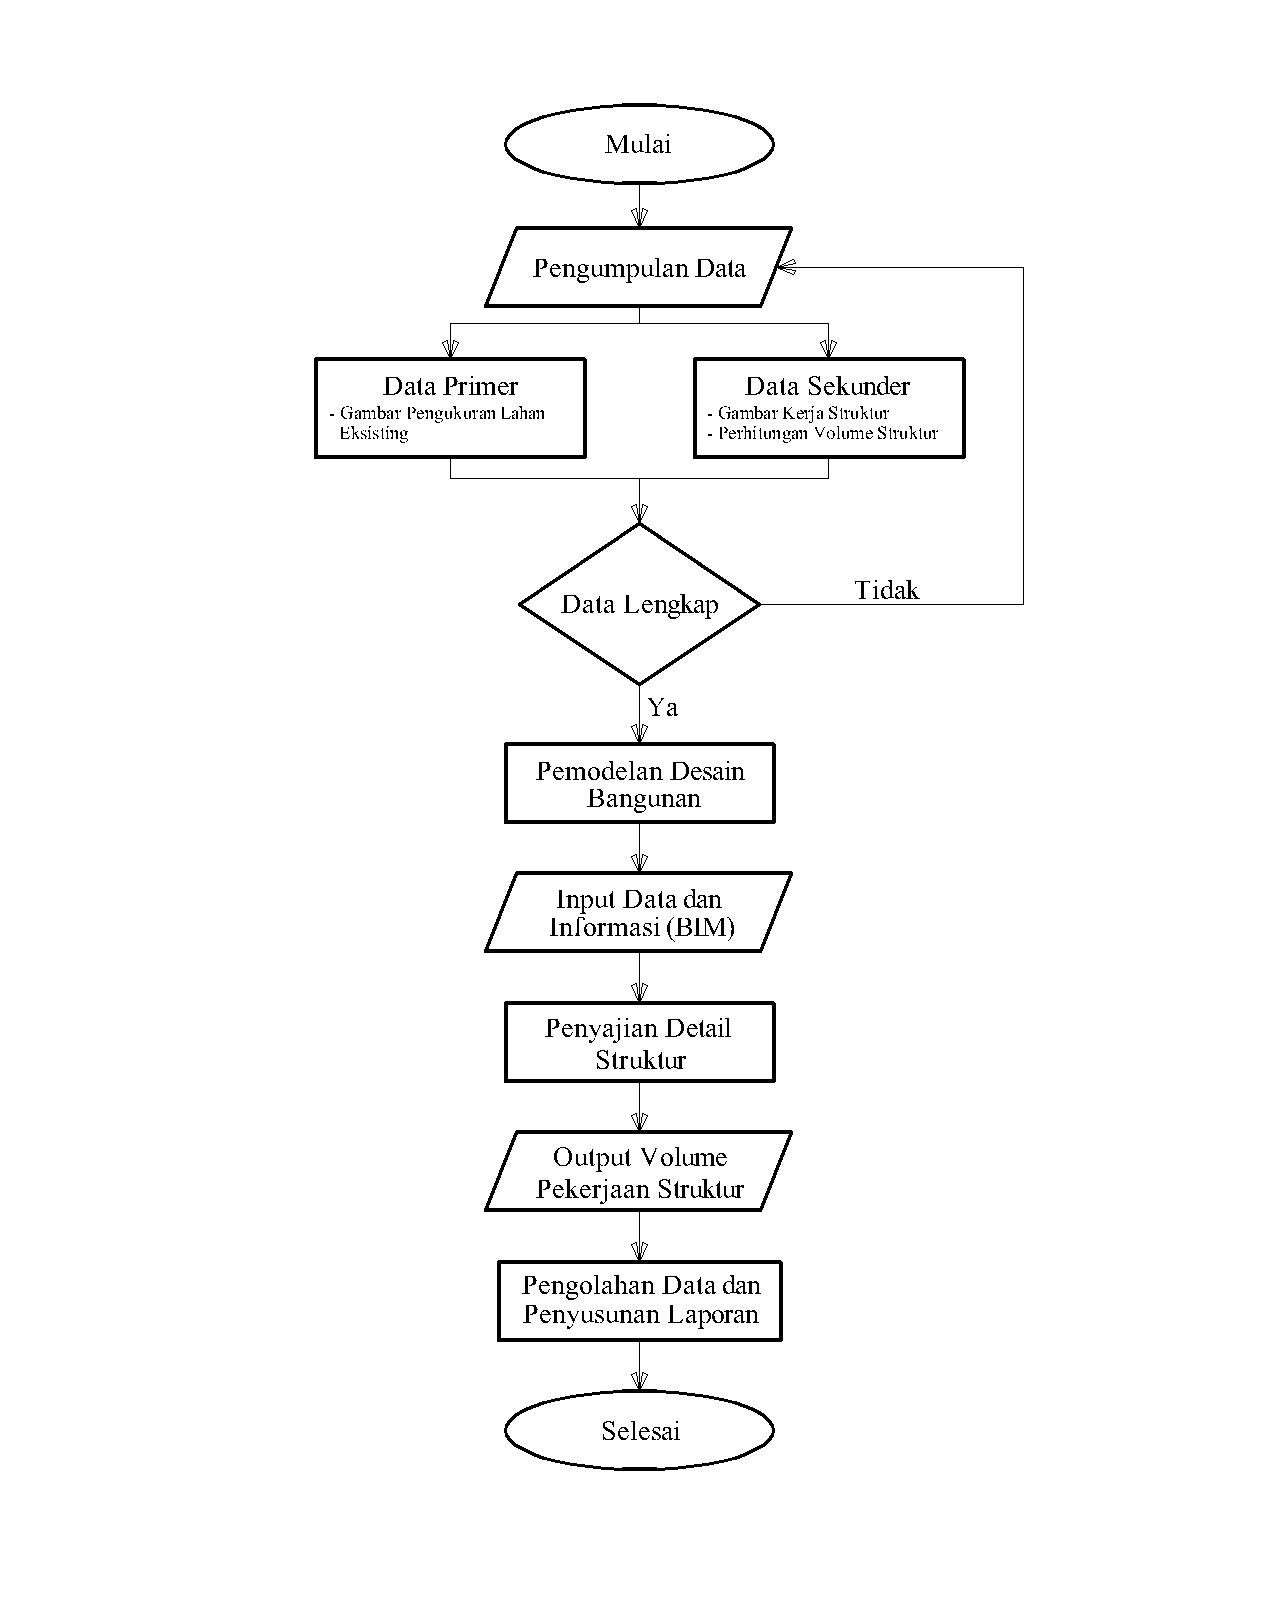 Mulai
Pengumpulan Data
Data Primer
- Gambar Pengukuran Lahan
Eksisting
Data Sekunder
- Gambar Kerja Struktur
- Perhitungan Volume Struktur
Data Lengkap
Tidak
Ya
Pemodelan Desain
Bangunan
Input Data dan
Informasi (BIM)
Penyajian Detail
Struktur
Output Volume
Pekerjaan Struktur
Pengolahan Data dan
Penyusunan Laporan
Selesai